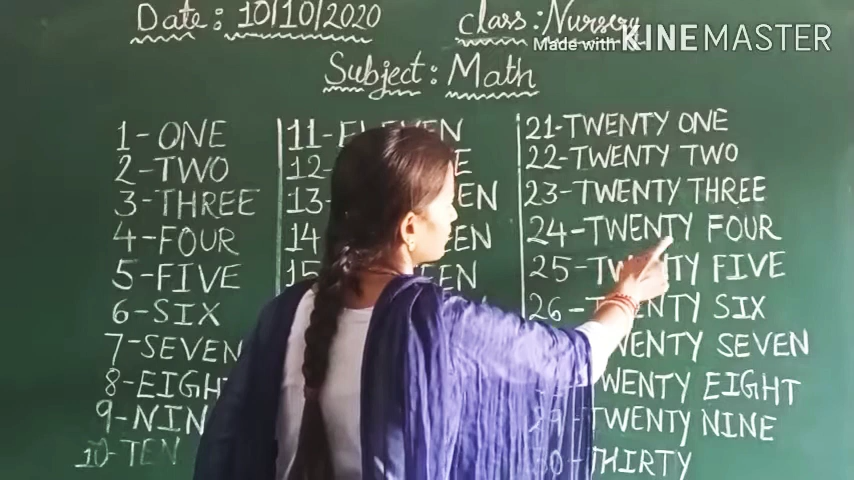 Date: 10/10/2020
class: Nursery
Made with KINEMASTER
Subject: Math
1-ONE
2-TWO
3-THREE
4-FOUR
5-FIVE
6-SIX
7-SEVEN
8-EIGHT
9-NIN
10-TEN
11-ELEVEN
12-
13-
14-
15-
21-TWENTY ONE
22-TWENTY TWO
23-TWENTY THREE
24-TWENTY FOUR
25-TWENTY FIVE
26-TWENTY SIX
TWENTY SEVEN
TWENTY EIGHT
29-TWENTY NINE
30-THIRTY